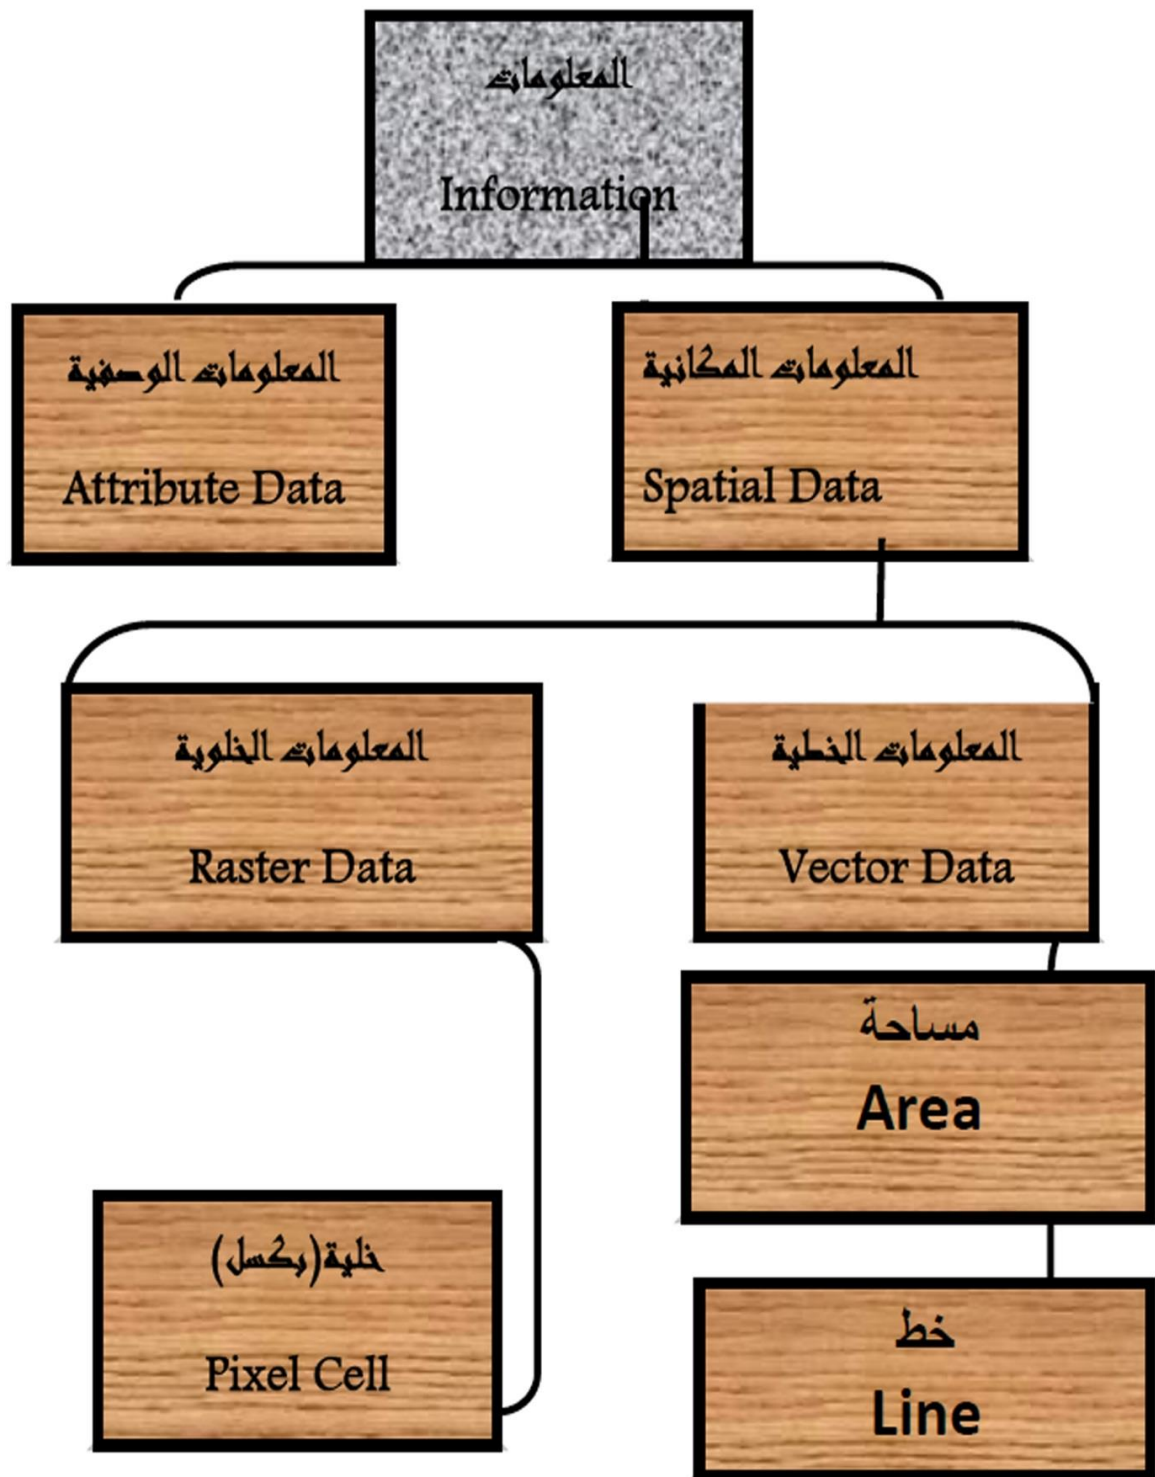 المعلومات
Information
المعلومات الوصفية
Attribute Data
المعلومات المكانية
Spatial Data
المعلومات الخلوية
Raster Data
المعلومات الخطية
Vector Data
مساحة
Area
خلية(بكسل)
Pixel Cell
خط
Line